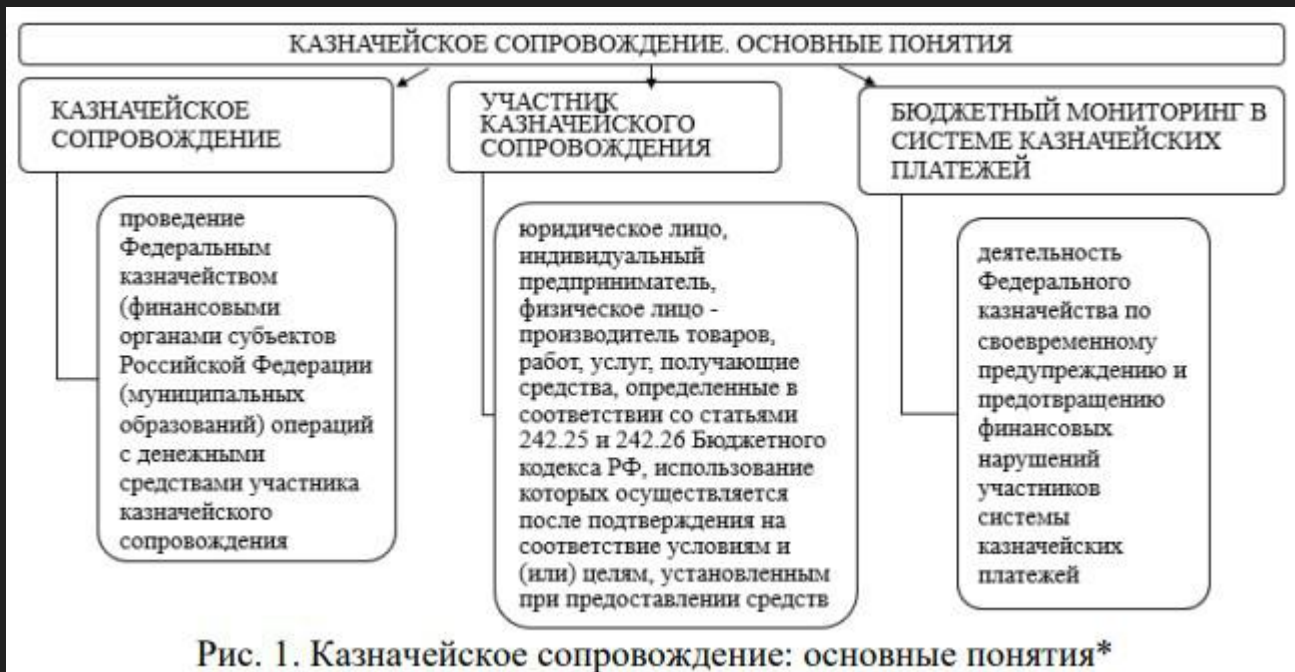 КАЗНАЧЕЙСКОЕ СОПРОВОЖДЕНИЕ. ОСНОВНЫЕ ПОНЯТИЯ
КАЗНАЧЕЙСКОЕ
СОПРОВОЖДЕНИЕ
проведение
Федеральным
казначейством
(финансовыми
органами субъектов
Российской Федерации
(муниципальных
образований) операций
с денежными
средствами участника
казначейского
сопровождения
УЧАСТНИК
КАЗНАЧЕЙСКОГО
СОПРОВОЖДЕНИЯ
юридическое лицо,
индивидуальный
предприниматель,
физическое лицо -
производитель товаров,
работ, услуг, получающие
средства, определенные в
соответствии со статьями
242.25 и 242.26 Бюджетного
кодекса РФ, использование
которых осуществляется
после подтверждения на
соответствие условиям и
(или) целям, установленным
при предоставлении средств
БЮДЖЕТНЫЙ МОНИТОРИНГ В
СИСТЕМЕ КАЗНАЧЕЙСКИХ
ПЛАТЕЖЕЙ
деятельность
Федерального
казначейства по
своевременному
предупреждению и
предотвращению
финансовых
нарушений
участников
системы
казначейских
платежей
Рис. 1. Казначейское сопровождение: основные понятия*